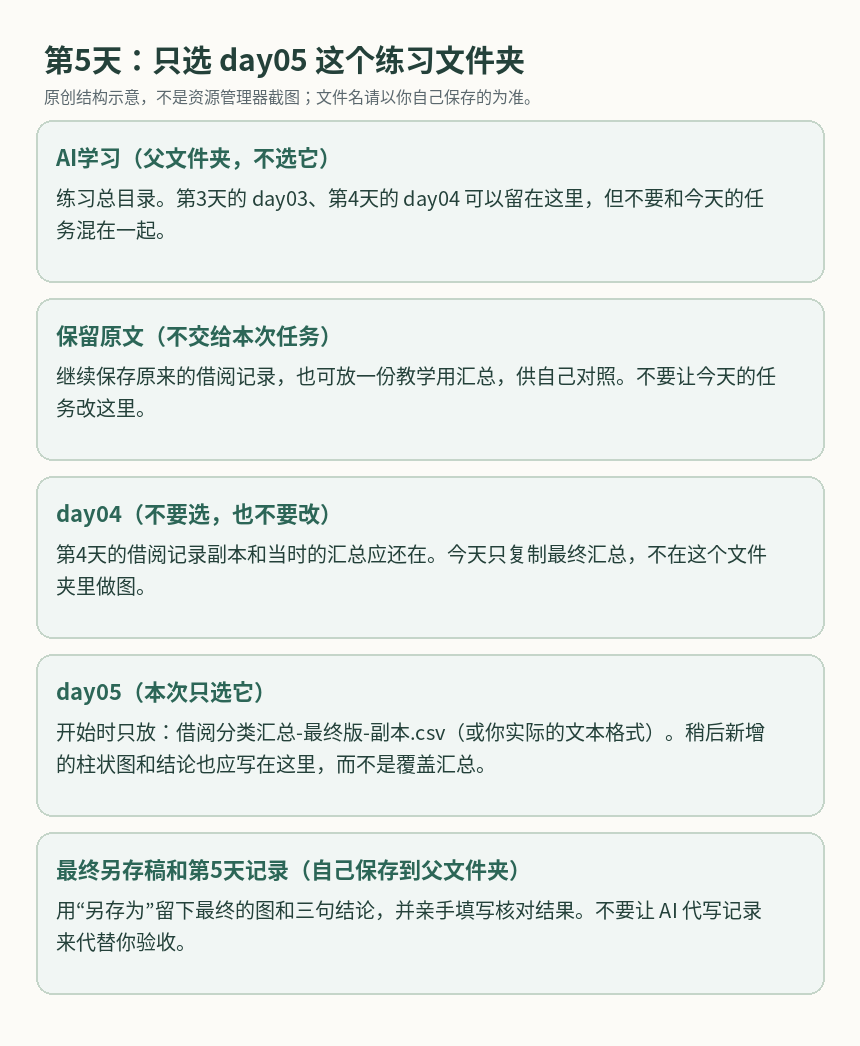 第5天：只选 day05 这个练习文件夹
原创结构示意，不是资源管理器截图；文件名请以你自己保存的为准。
AI学习（父文件夹，不选它）
练习总目录。第3天的 day03、第4天的 day04 可以留在这里，但不要和今天的任
务混在一起。
保留原文（不交给本次任务）
继续保存原来的借阅记录，也可放一份教学用汇总，供自己对照。不要让今天的任
务改这里。
day04（不要选，也不要改）
第4天的借阅记录副本和当时的汇总应还在。今天只复制最终汇总，不在这个文件
夹里做图。
day05（本次只选它）
开始时只放：借阅分类汇总-最终版-副本.csv（或你实际的文本格式）。稍后新增
的柱状图和结论也应写在这里，而不是覆盖汇总。
最终另存稿和第5天记录（自己保存到父文件夹）
用“另存为”留下最终的图和三句结论，并亲手填写核对结果。不要让 AI 代写记录
来代替你验收。